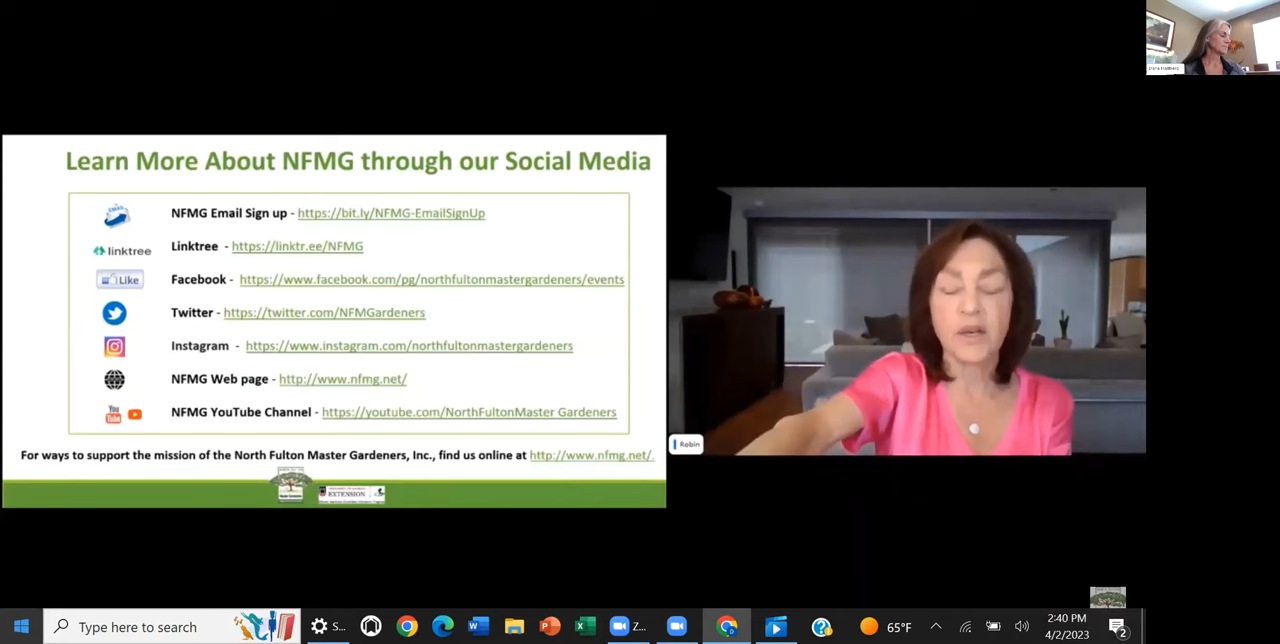 Learn More About NFMG through our Social Media
EMAIL
NFMG Email Sign up - https://bit.ly/NFMG-EmailSignUp
linktree
Linktree - https://linktr.ee/NFMG
Like
Facebook - https://www.facebook.com/pg/northfultonmastergardeners/events
Twitter - https://twitter.com/NFMGardeners
Instagram - https://www.instagram.com/northfultonmastergardeners
NFMG Web page - http://www.nfmg.net/
You Tube
NFMG YouTube Channel - https://youtube.com/NorthFultonMaster Gardeners
For ways to support the mission of the North Fulton Master Gardeners, Inc., find us online at http://www.nfmg.net/.
EXTENSION
Robin
Type here to search
S...
Z...
65°F
2:40 PM
4/2/2023
2